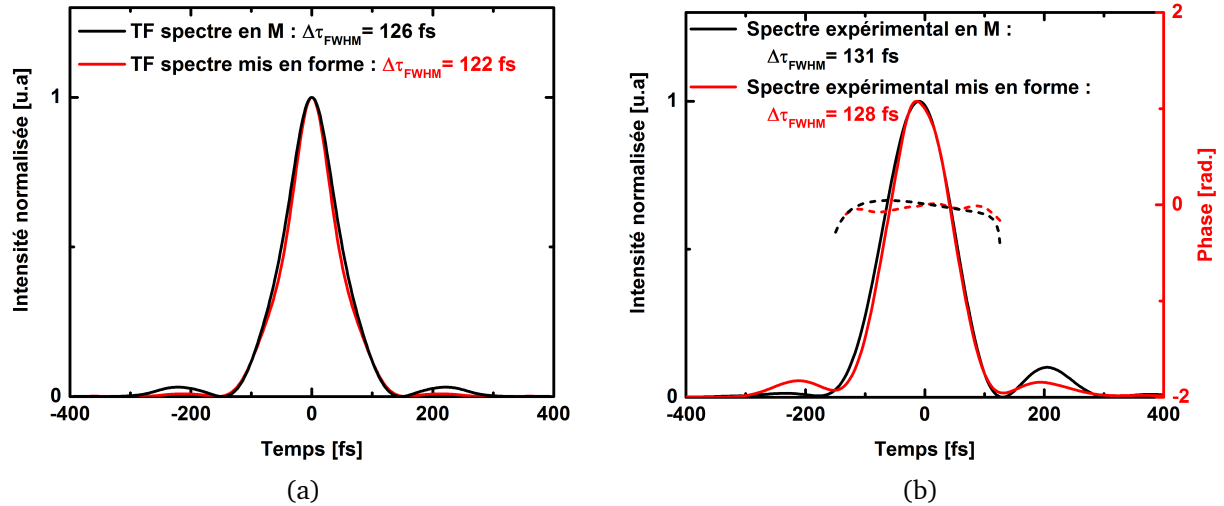 TF spectre en M : Δτ_FWHM= 126 fs
TF spectre mis en forme : Δτ_FWHM= 122 fs
Intensité normalisée [u.a]
1
0
-400 -200 0 200 400
Temps [fs]
(a)
Spectre expérimental en M :
Δτ_FWHM= 131 fs
Spectre expérimental mis en forme :
Δτ_FWHM= 128 fs
Intensité normalisée [u.a]
1
0
2
1
0
-1
-2
Phase [rad.]
-400 -200 0 200 400
Temps [fs]
(b)